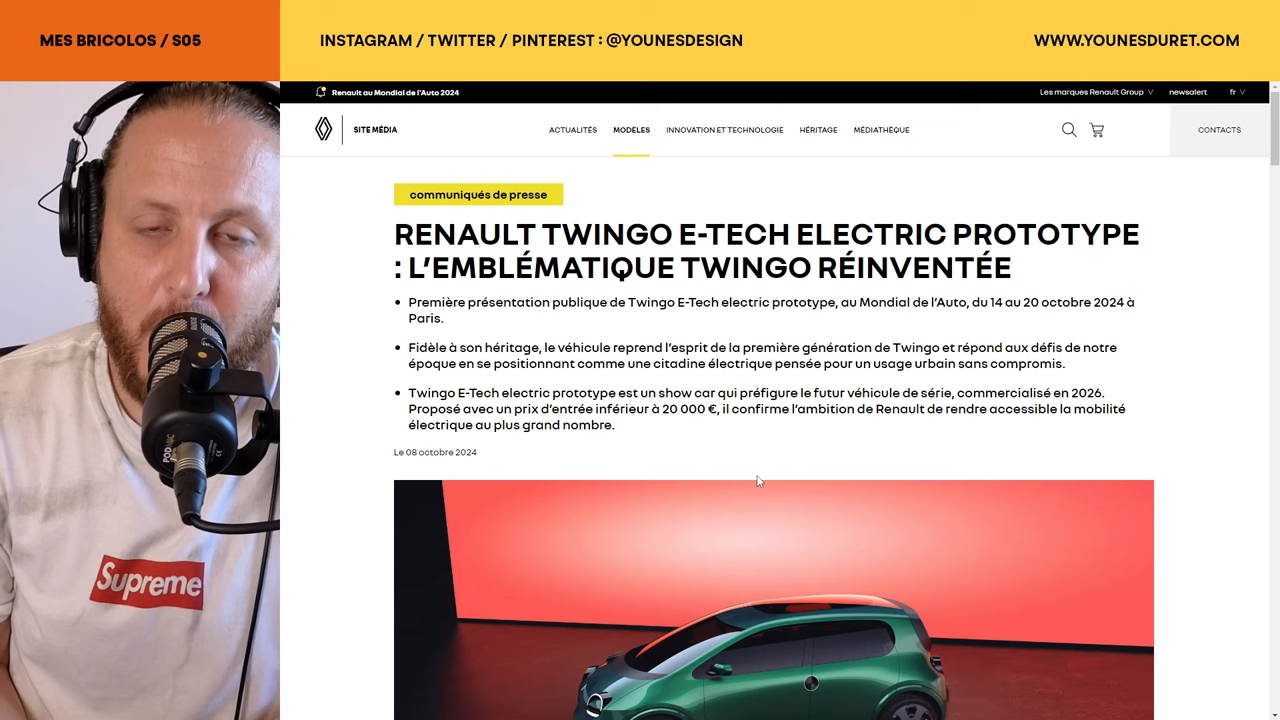 MES BRICOLOS / S05
INSTAGRAM / TWITTER / PINTEREST : @YOUNESDESIGN
WWW.YOUNESDURET.COM
Renault au Mondial de l'Auto 2024
Les marques Renault Group
newsalert
fr
SITE MÉDIA
ACTUALITÉS
MODÈLES
INNOVATION ET TECHNOLOGIE
HÉRITAGE
MÉDIATHÈQUE
CONTACTS
communiqués de presse
RENAULT TWINGO E-TECH ELECTRIC PROTOTYPE
: L'EMBLÉMATIQUE TWINGO RÉINVENTÉE
• Première présentation publique de Twingo E-Tech electric prototype, au Mondial de l'Auto, du 14 au 20 octobre 2024 à
Paris.
• Fidèle à son héritage, le véhicule reprend l'esprit de la première génération de Twingo et répond aux défis de notre
époque en se positionnant comme une citadine électrique pensée pour un usage urbain sans compromis.
• Twingo E-Tech electric prototype est un show car qui préfigure le futur véhicule de série, commercialisé en 2026.
Proposé avec un prix d'entrée inférieur à 20 000 €, il confirme l'ambition de Renault de rendre accessible la mobilité
électrique au plus grand nombre.
Le 08 octobre 2024
RØDE
PODMIC
Supreme